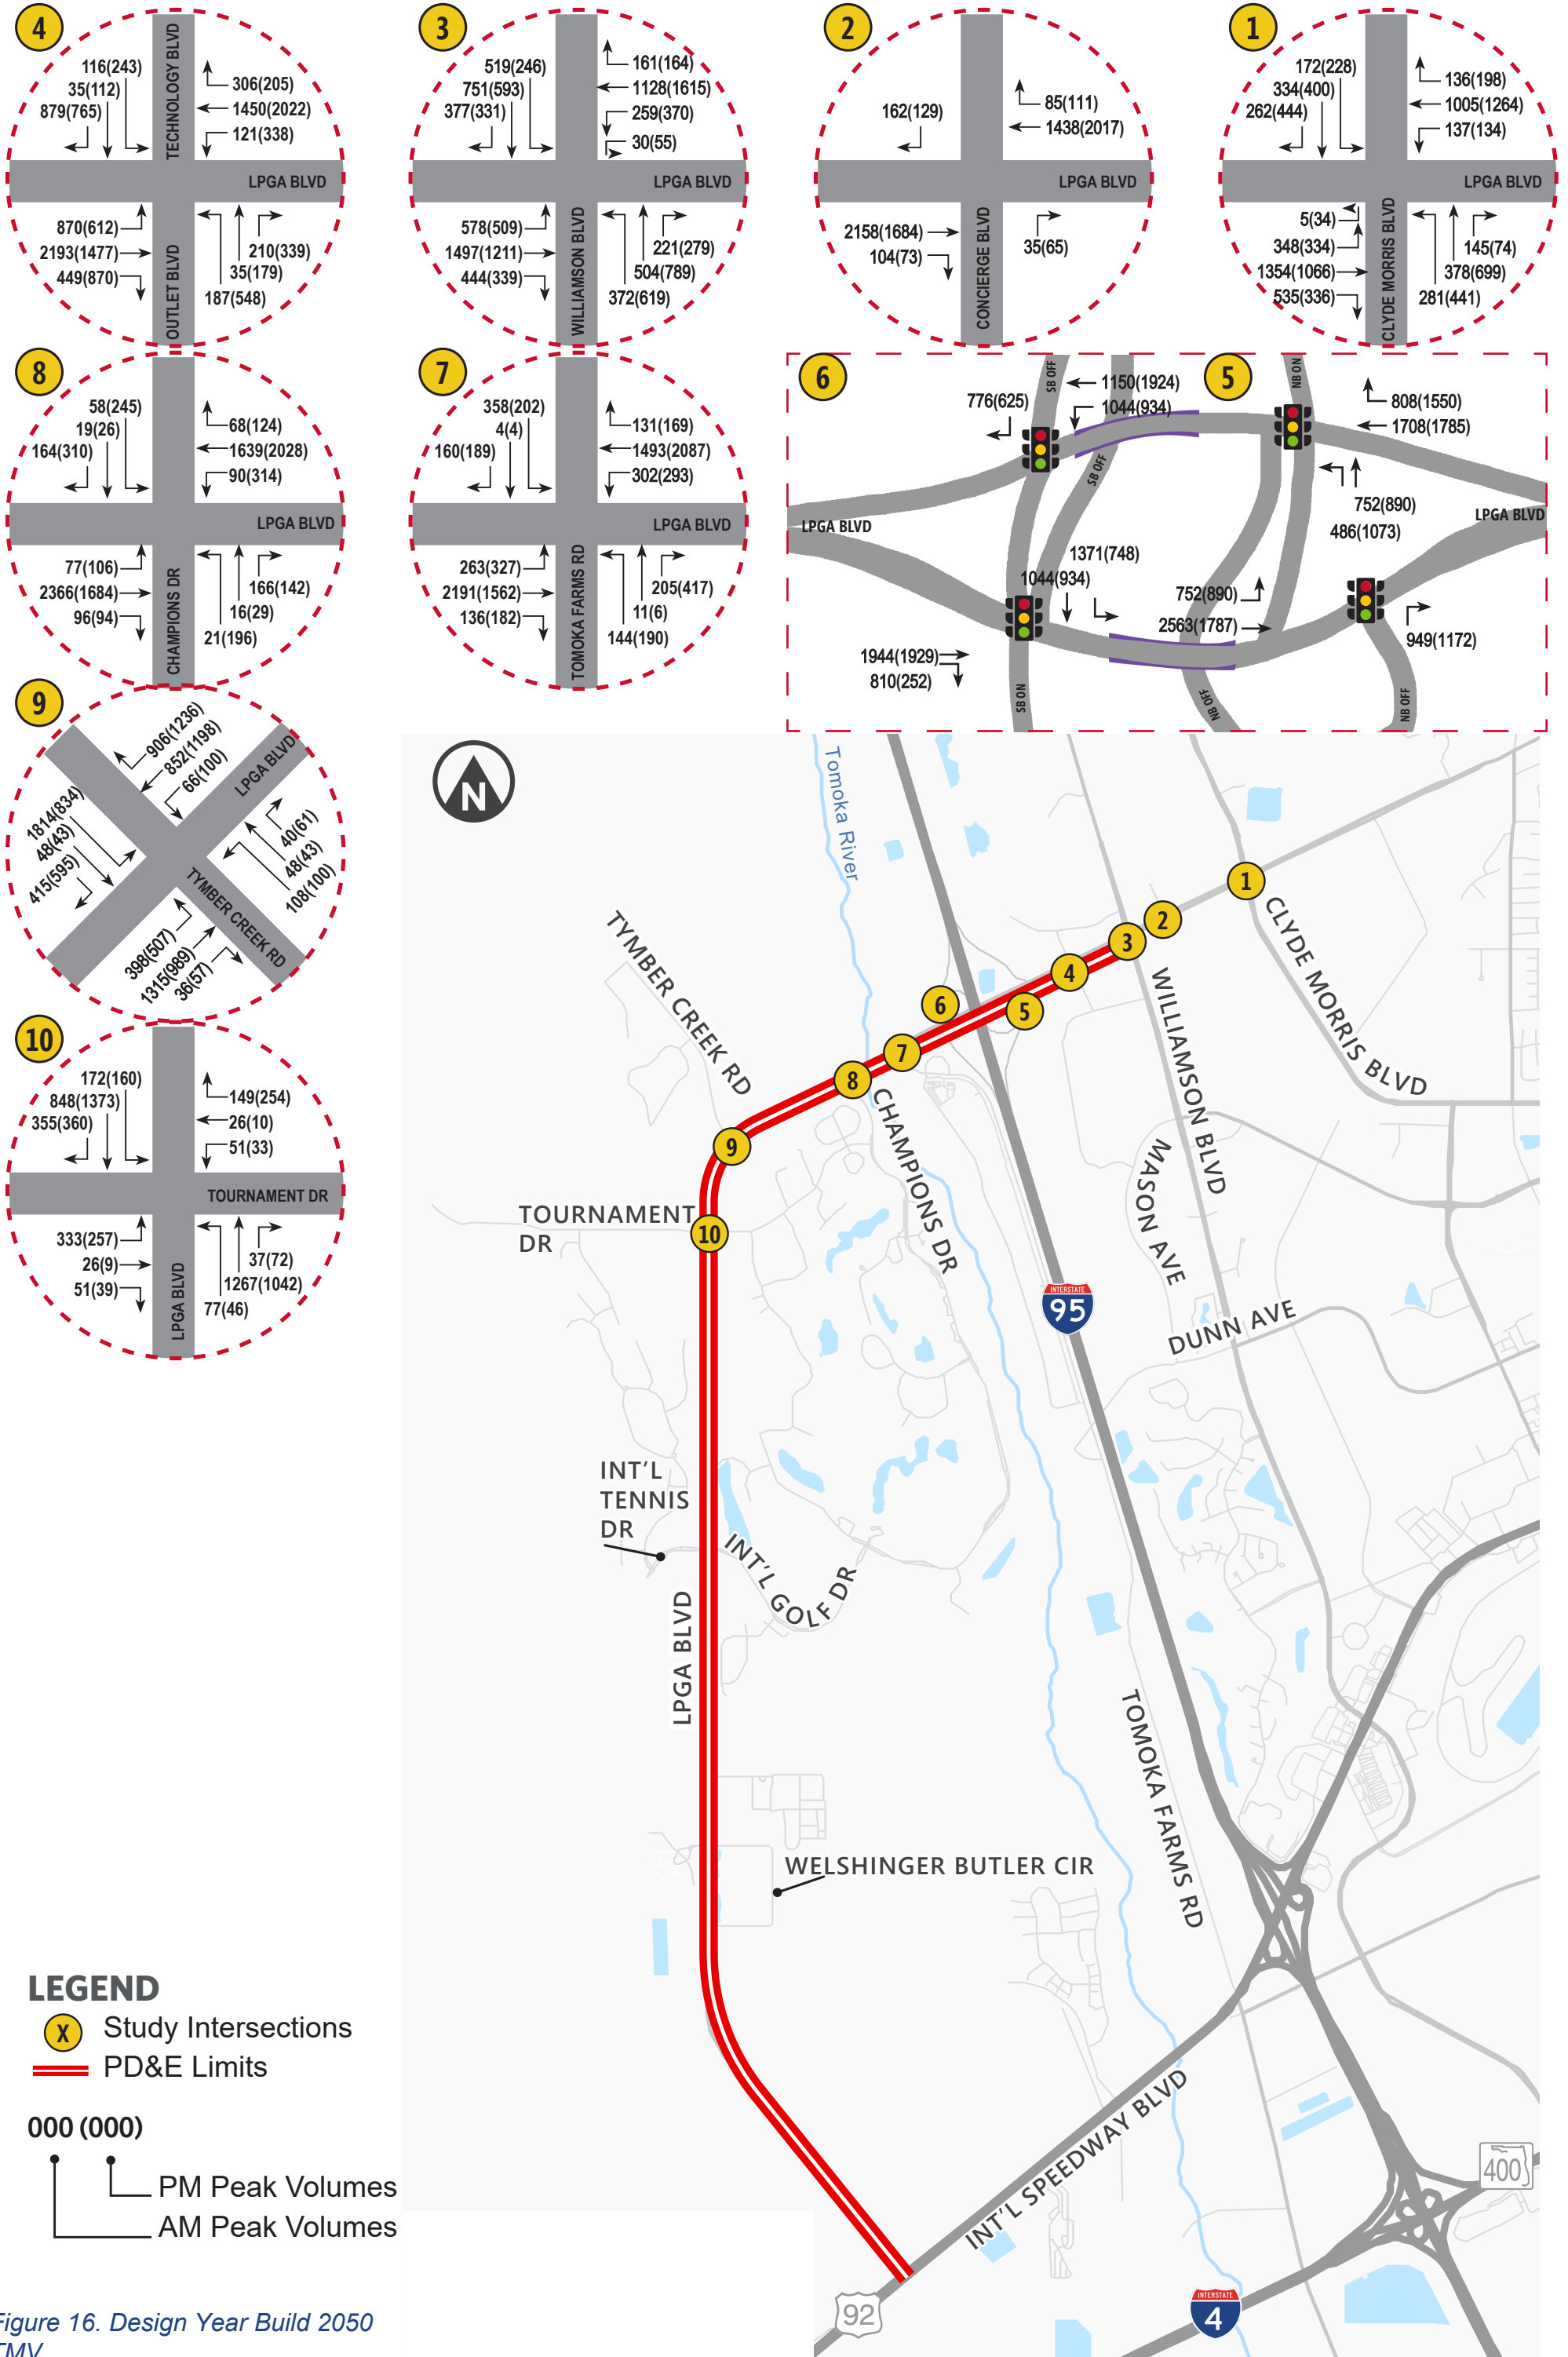 4
TECHNOLOGY BLVD
116(243)
35(112)
879(765)
306(205)
1450(2022)
121(338)
LPGA BLVD
870(612)
2193(1477)
449(870)
OUTLET BLVD
210(339)
35(179)
187(548)
3
519(246)
751(593)
377(331)
161(164)
1128(1615)
259(370)
30(55)
LPGA BLVD
578(509)
1497(1211)
444(339)
WILLIAMSON BLVD
221(279)
504(789)
372(619)
2
162(129)
85(111)
1438(2017)
LPGA BLVD
2158(1684)
104(73)
CONCIERGE BLVD
35(65)
1
172(228)
334(400)
262(444)
136(198)
1005(1264)
137(134)
LPGA BLVD
5(34)
348(334)
1354(1066)
535(336)
CLYDE MORRIS BLVD
145(74)
378(699)
281(441)
8
58(245)
19(26)
164(310)
68(124)
1639(2028)
90(314)
LPGA BLVD
77(106)
2366(1684)
96(94)
CHAMPIONS DR
166(142)
16(29)
21(196)
7
358(202)
4(4)
160(189)
131(169)
1493(2087)
302(293)
LPGA BLVD
263(327)
2191(1562)
136(182)
TOMOKA FARMS RD
205(417)
11(6)
144(190)
6
SB OFF
1150(1924)
1044(934)
776(625)
SB OFF
5
NB ON
808(1550)
1708(1785)
752(890)
486(1073)
LPGA BLVD
LPGA BLVD
1371(748)
1044(934)
752(890)
2563(1787)
949(1172)
1944(1929)
810(252)
SB ON
NB OFF
NB OFF
9
906(1236)
852(1198)
66(100)
LPGA BLVD
1814(834)
48(43)
415(595)
40(61)
48(43)
108(100)
TYMBER CREEK RD
398(507)
1315(989)
36(57)
10
172(160)
848(1373)
355(360)
149(254)
26(10)
51(33)
TOURNAMENT DR
333(257)
26(9)
51(39)
LPGA BLVD
37(72)
1267(1042)
77(46)
N
Tomoka River
1
2
3
4
5
6
7
8
9
10
TYMBER CREEK RD
CLYDE MORRIS BLVD
WILLIAMSON BLVD
CHAMPIONS DR
MASON AVE
TOURNAMENT
DR
INTERSTATE
95
DUNN AVE
INT'L
TENNIS
DR
INT'L GOLF DR
LPGA BLVD
TOMOKA FARMS RD
WELSHINGER BUTLER CIR
INT'L SPEEDWAY BLVD
400
92
INTERSTATE
4
LEGEND
X Study Intersections
PD&E Limits
000 (000)
PM Peak Volumes
AM Peak Volumes
Figure 16. Design Year Build 2050
TMV